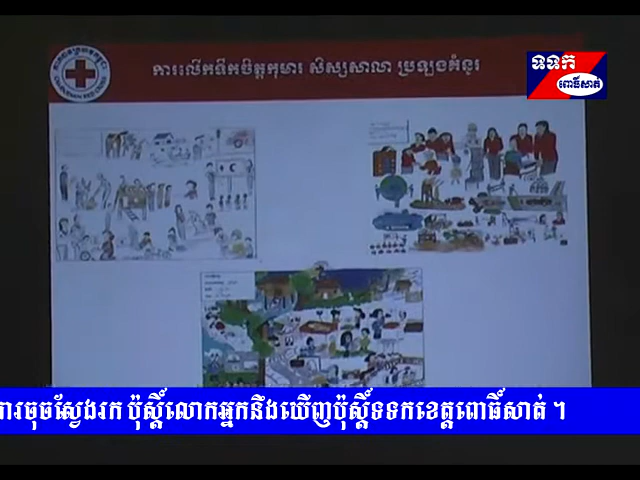 ការលើកទឹកចិត្តកុមារ សិស្សសាលា ប្រឡងគំនូរ
ទទក
ពោធិ៍សាត់
ការចុចស្វែងរក ប៉ុស្តិ៍លោកអ្នកនឹងឃើញប៉ុស្តិ៍ទទកខេត្តពោធិ៍សាត់ ។